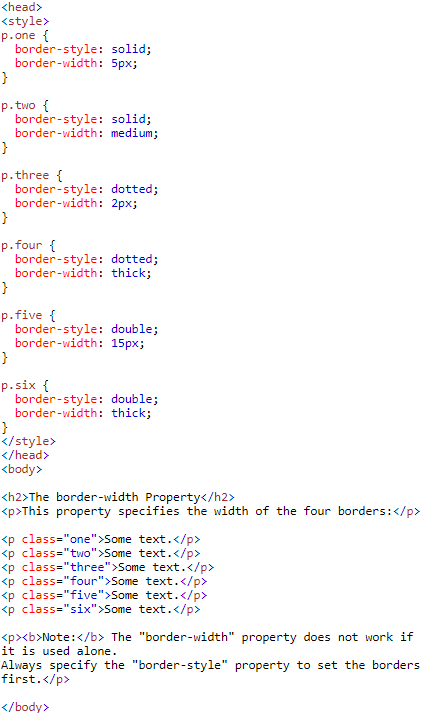 <head>
<style>
p.one {
  border-style: solid;
  border-width: 5px;
}

p.two {
  border-style: solid;
  border-width: medium;
}

p.three {
  border-style: dotted;
  border-width: 2px;
}

p.four {
  border-style: dotted;
  border-width: thick;
}

p.five {
  border-style: double;
  border-width: 15px;
}

p.six {
  border-style: double;
  border-width: thick;
}
</style>
</head>
<body>

<h2>The border-width Property</h2>
<p>This property specifies the width of the four borders:</p>

<p class="one">Some text.</p>
<p class="two">Some text.</p>
<p class="three">Some text.</p>
<p class="four">Some text.</p>
<p class="five">Some text.</p>
<p class="six">Some text.</p>

<p><b>Note:</b> The "border-width" property does not work if
it is used alone.
Always specify the "border-style" property to set the borders
first.</p>

</body>